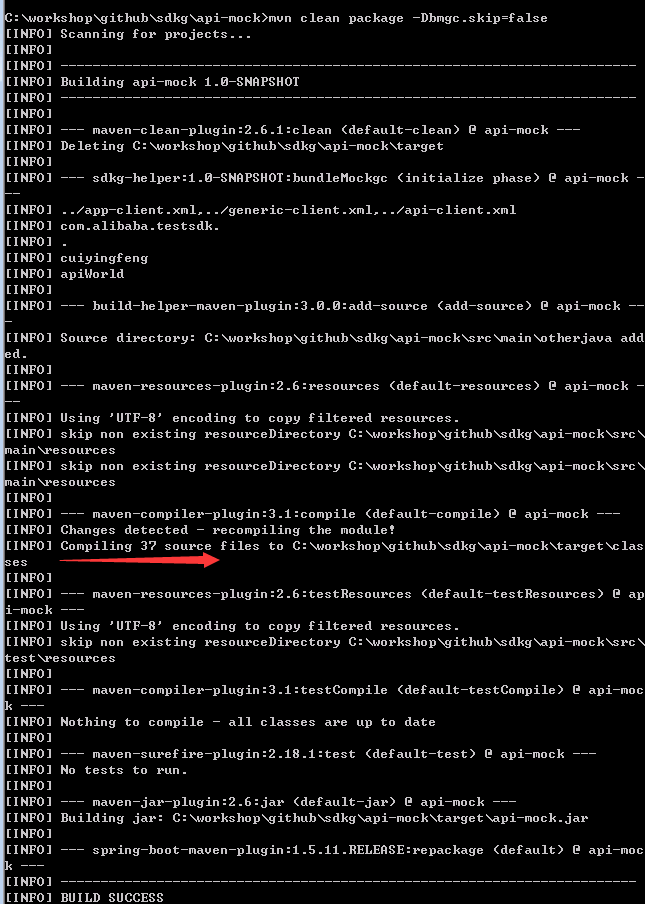 C:\workshop\github\sdkg\api-mock>mvn clean package -Dbmgc.skip=false
[INFO] Scanning for projects...
[INFO]
[INFO] ------------------------------------------------------------------------
[INFO] Building api-mock 1.0-SNAPSHOT
[INFO] ------------------------------------------------------------------------
[INFO]
[INFO] --- maven-clean-plugin:2.6.1:clean (default-clean) @ api-mock ---
[INFO] Deleting C:\workshop\github\sdkg\api-mock\target
[INFO]
[INFO] --- sdkg-helper:1.0-SNAPSHOT:bundleMockgc (initialize phase) @ api-mock -
--
[INFO] ../app-client.xml,../generic-client.xml,../api-client.xml
[INFO] com.alibaba.testsdk.
[INFO] .
[INFO] cuiyingfeng
[INFO] apiWorld
[INFO]
[INFO] --- build-helper-maven-plugin:3.0.0:add-source (add-source) @ api-mock --
-
[INFO] Source directory: C:\workshop\github\sdkg\api-mock\src\main\otherjava add
ed.
[INFO]
[INFO] --- maven-resources-plugin:2.6:resources (default-resources) @ api-mock -
--
[INFO] Using 'UTF-8' encoding to copy filtered resources.
[INFO] skip non existing resourceDirectory C:\workshop\github\sdkg\api-mock\src\
main\resources
[INFO] skip non existing resourceDirectory C:\workshop\github\sdkg\api-mock\src\
main\resources
[INFO]
[INFO] --- maven-compiler-plugin:3.1:compile (default-compile) @ api-mock ---
[INFO] Changes detected - recompiling the module!
[INFO] Compiling 37 source files to C:\workshop\github\sdkg\api-mock\target\clas
ses
[INFO]
[INFO] --- maven-resources-plugin:2.6:testResources (default-testResources) @ ap
i-mock ---
[INFO] Using 'UTF-8' encoding to copy filtered resources.
[INFO] skip non existing resourceDirectory C:\workshop\github\sdkg\api-mock\src\
test\resources
[INFO]
[INFO] --- maven-compiler-plugin:3.1:testCompile (default-testCompile) @ api-moc
k ---
[INFO] Nothing to compile - all classes are up to date
[INFO]
[INFO] --- maven-surefire-plugin:2.18.1:test (default-test) @ api-mock ---
[INFO] No tests to run.
[INFO]
[INFO] --- maven-jar-plugin:2.6:jar (default-jar) @ api-mock ---
[INFO] Building jar: C:\workshop\github\sdkg\api-mock\target\api-mock.jar
[INFO]
[INFO] --- spring-boot-maven-plugin:1.5.11.RELEASE:repackage (default) @ api-moc
k ---
[INFO] ------------------------------------------------------------------------
[INFO] BUILD SUCCESS